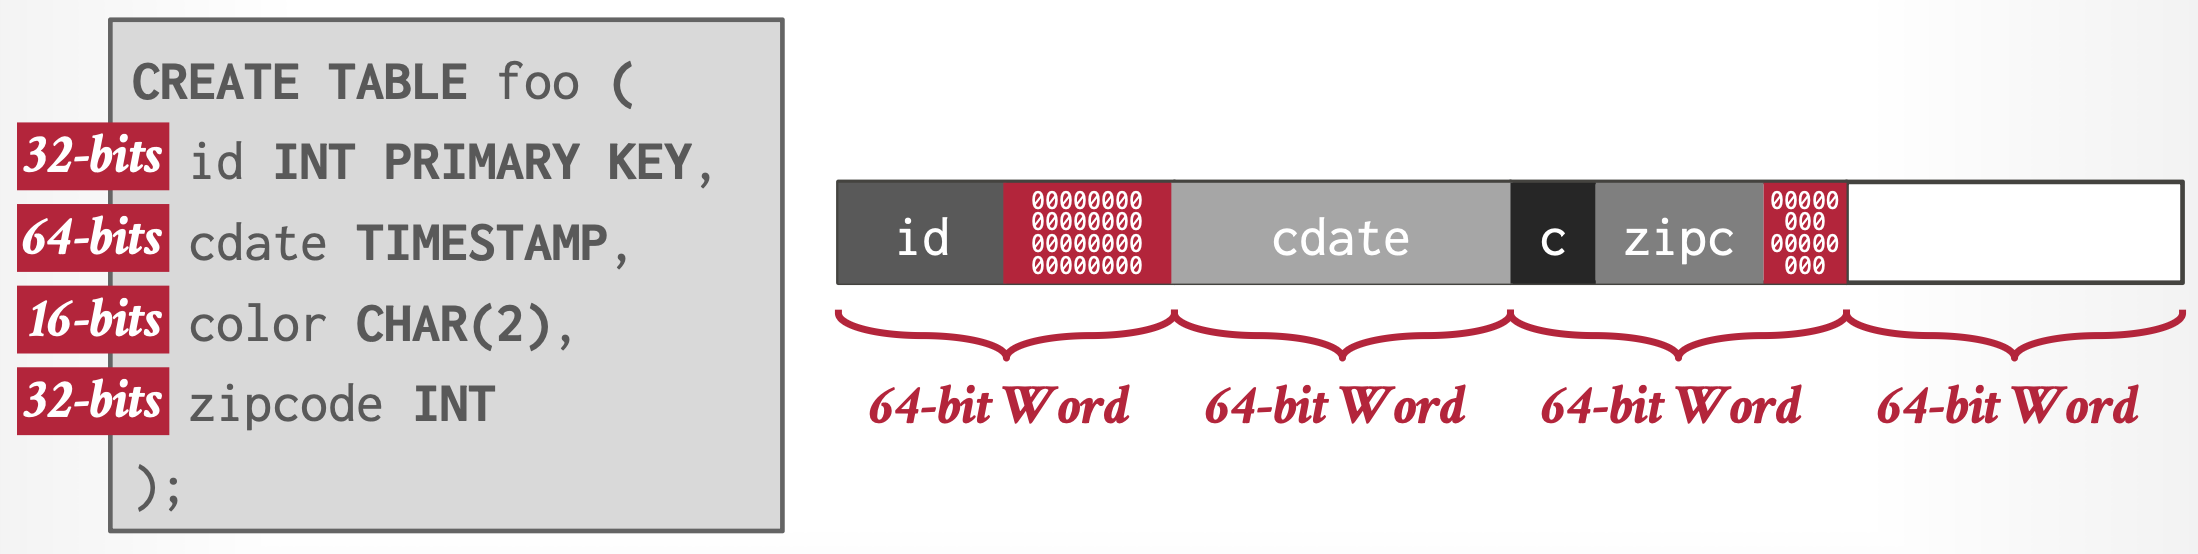 CREATE TABLE foo (
32-bits id INT PRIMARY KEY,
64-bits cdate TIMESTAMP,
16-bits color CHAR(2),
32-bits zipcode INT
);
id
00000000
00000000
00000000
00000000
cdate
c
zipc
00000
000
00000
000
64-bit Word 64-bit Word 64-bit Word 64-bit Word